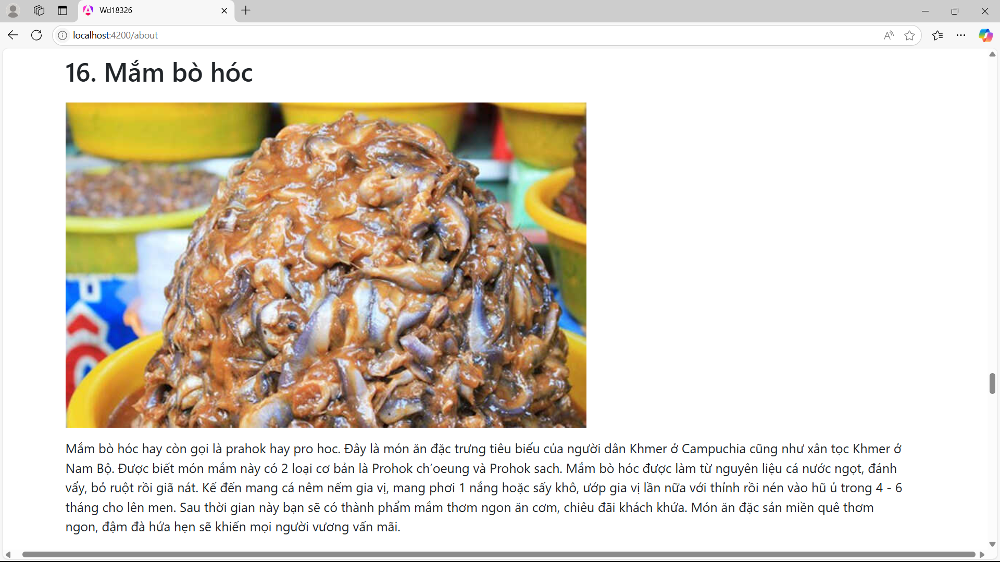 Wd18326
localhost:4200/about
16. Mắm bò hóc
Mắm bò hóc hay còn gọi là prahok hay pro hoc. Đây là món ăn đặc trưng tiêu biểu của người dân Khmer ở Campuchia cũng như xân tọc Khmer ở
Nam Bộ. Được biết món mắm này có 2 loại cơ bản là Prohok ch’oeung và Prohok sach. Mắm bò hóc được làm từ nguyên liệu cá nước ngọt, đánh
vẩy, bỏ ruột rồi giã nát. Kế đến mang cá nêm nếm gia vị, mang phơi 1 nắng hoặc sấy khô, ướp gia vị lần nữa với thỉnh rồi nén vào hũ ủ trong 4 - 6
tháng cho lên men. Sau thời gian này bạn sẽ có thành phẩm mắm thơm ngon ăn cơm, chiêu đãi khách khứa. Món ăn đặc sản miền quê thơm
ngon, đậm đà hứa hẹn sẽ khiến mọi người vương vấn mãi.